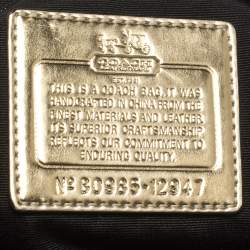 COACH
EST. 1941
THIS IS A COACH BAG. IT WAS
HANDCRAFTED IN CHINA FROM THE
FINEST MATERIALS AND LEATHER.
ITS SUPERIOR CRAFTSMANSHIP
REFLECTS OUR COMMITMENT TO
ENDURING QUALITY.
Nº 12947